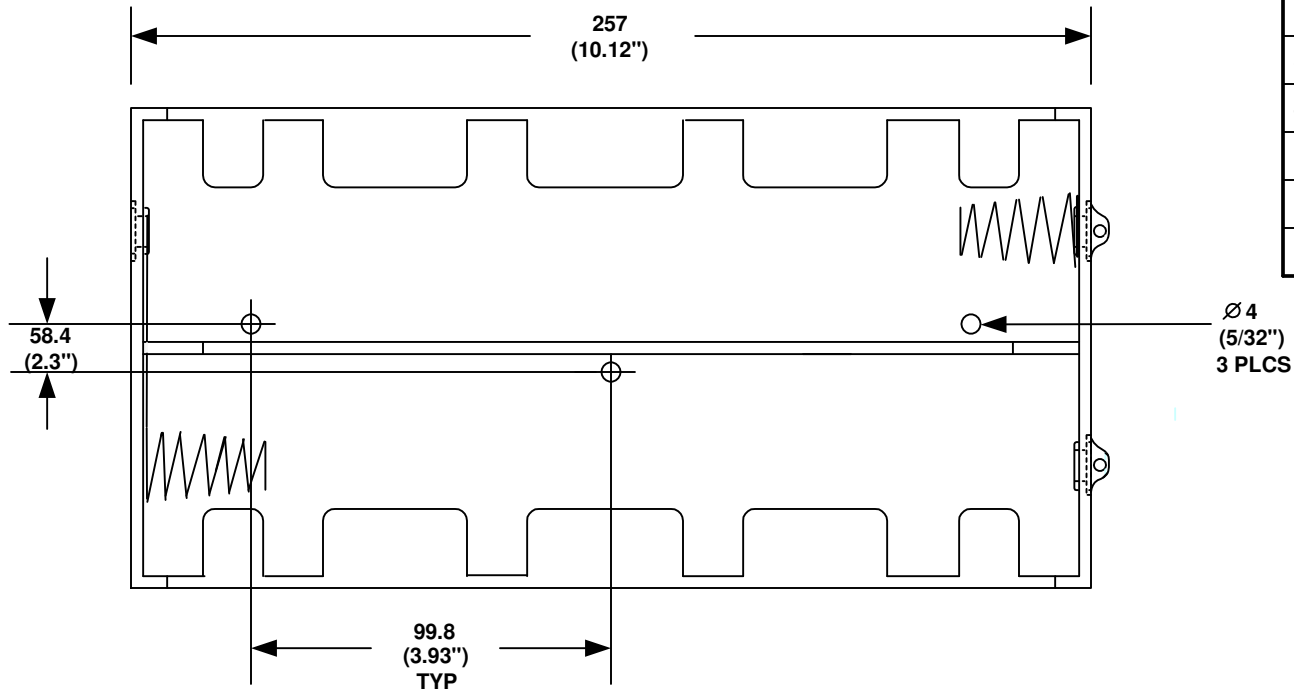 257
(10.12")
58.4
(2.3")
Ø 4
(5/32")
3 PLCS
99.8
(3.93")
TYP